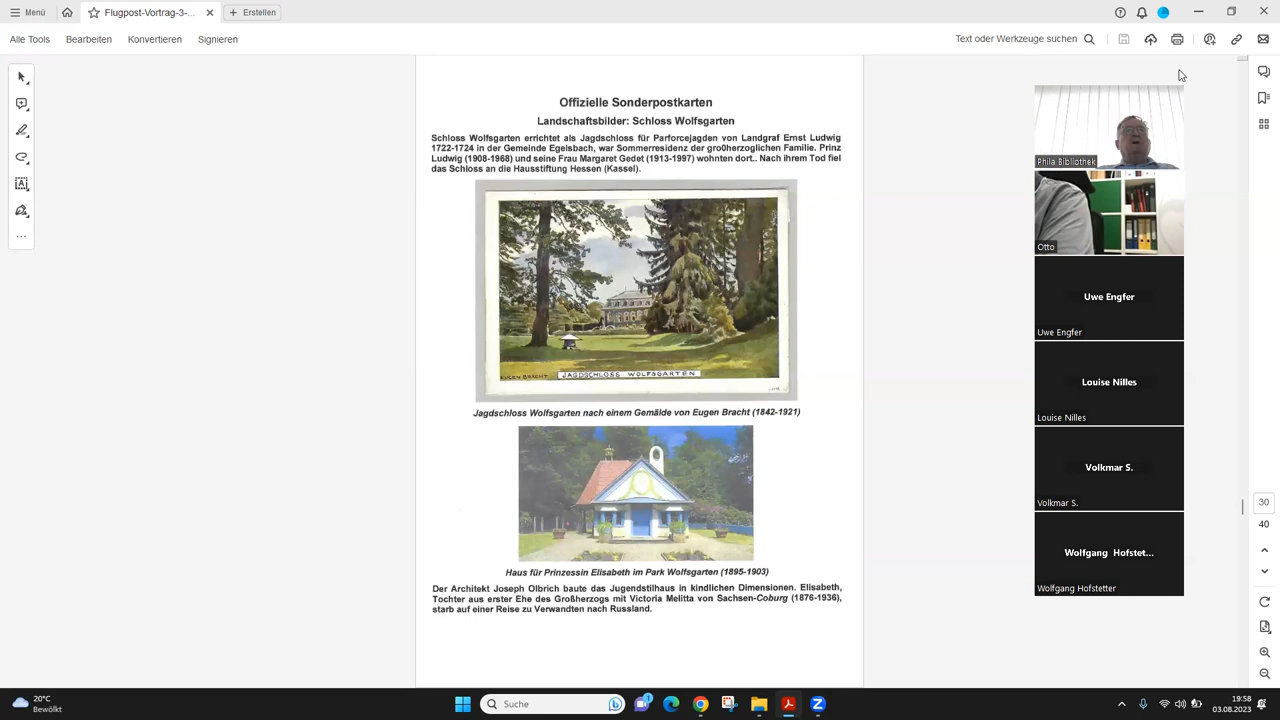 Menü
Flugpost-Vortrag-3-...
Erstellen
Alle Tools
Bearbeiten
Konvertieren
Signieren
Text oder Werkzeuge suchen
Offizielle Sonderpostkarten
Landschaftsbilder: Schloss Wolfsgarten
Schloss Wolfsgarten errichtet als Jagdschloss für Parforcejagden von Landgraf Ernst Ludwig
1722-1724 in der Gemeinde Egelsbach, war Sommerresidenz der gro0herzoglichen Familie. Prinz
Ludwig (1908-1968) und seine Frau Margaret Gedet (1913-1997) wohnten dort.. Nach ihrem Tod fiel
das Schloss an die Hausstiftung Hessen (Kassel).
EUGEN BRACHT
JAGDSCHLOSS WOLFSGARTEN
Jagdschloss Wolfsgarten nach einem Gemälde von Eugen Bracht (1842-1921)
Haus für Prinzessin Elisabeth im Park Wolfsgarten (1895-1903)
Der Architekt Joseph Olbrich baute das Jugendstilhaus in kindlichen Dimensionen. Elisabeth,
Tochter aus erster Ehe des Großherzogs mit Victoria Melitta von Sachsen-Coburg (1876-1936),
starb auf einer Reise zu Verwandten nach Russland.
Phila Bibliothek
Otto
Uwe Engfer
Uwe Engfer
Louise Nilles
Louise Nilles
Volkmar S.
Volkmar S.
Wolfgang Hofstet...
Wolfgang Hofstetter
30
40
20°C
Bewölkt
Suche
1
19:58
03.08.2023